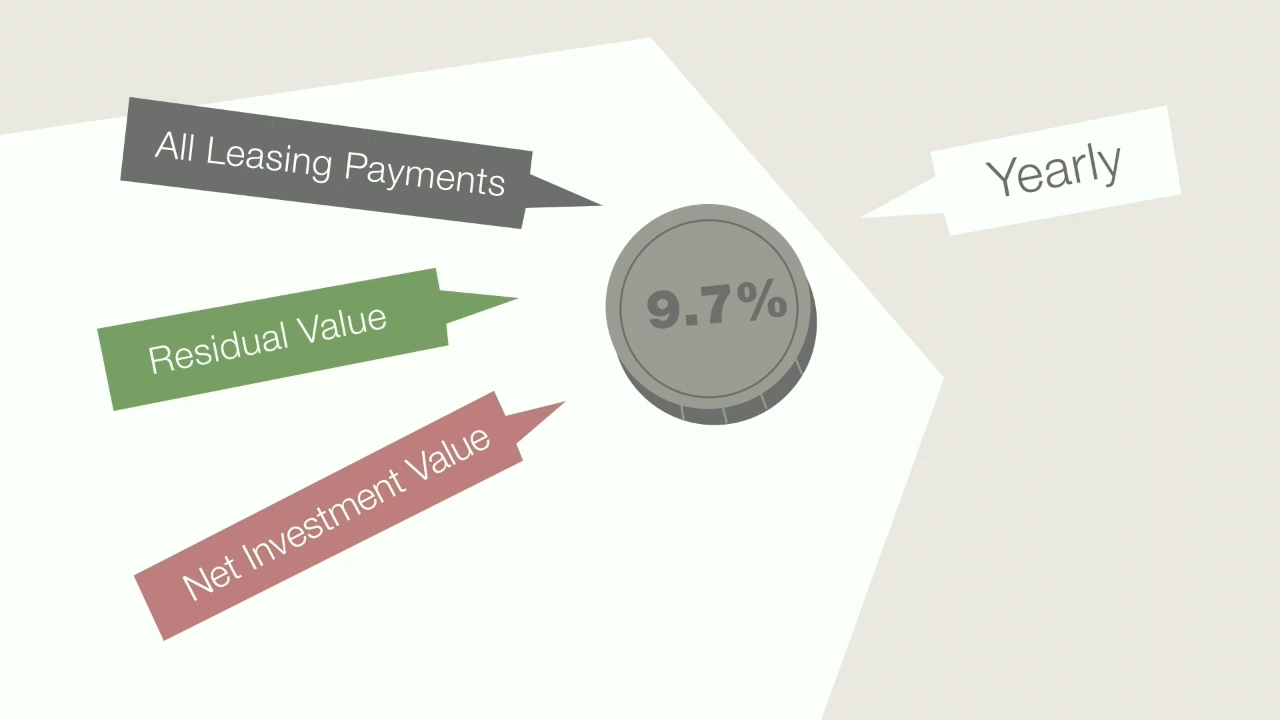 All Leasing Payments
Yearly
9.7%
Residual Value
Net Investment Value